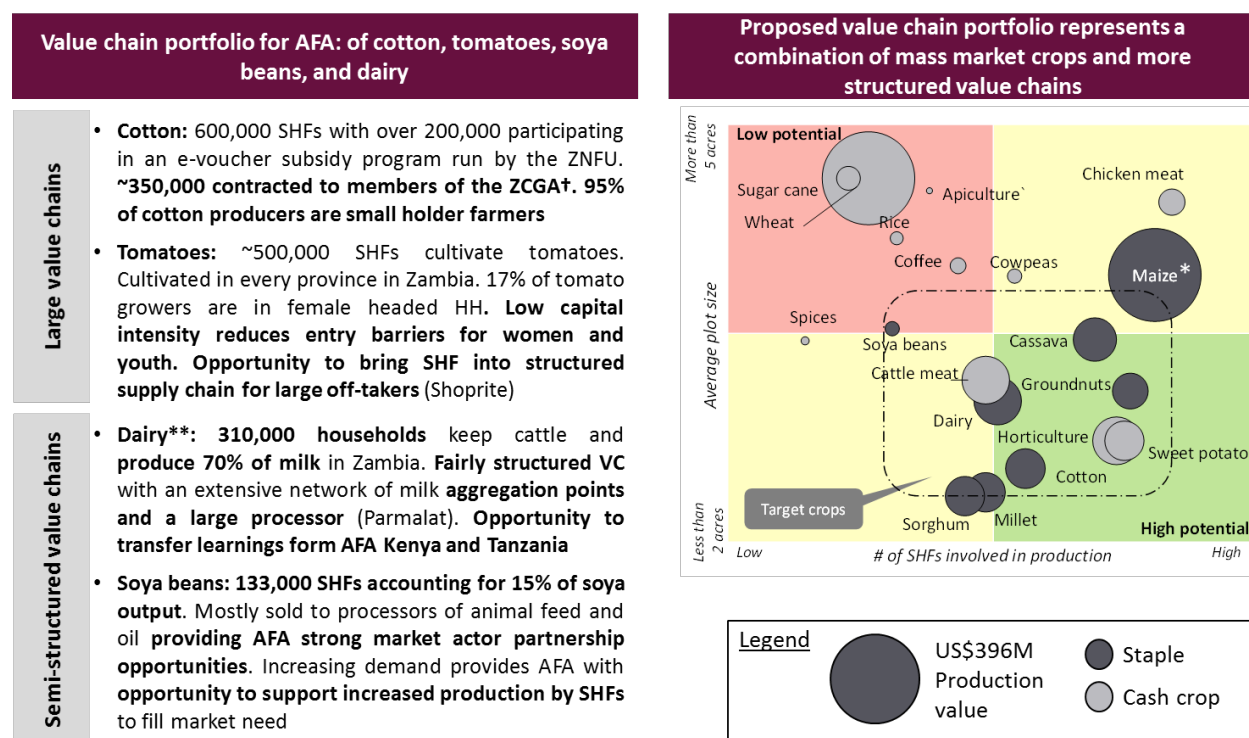 Value chain portfolio for AFA: of cotton, tomatoes, soya
beans, and dairy
Large value chains
• Cotton: 600,000 SHFs with over 200,000 participating
in an e-voucher subsidy program run by the ZNFU.
~350,000 contracted to members of the ZCGA†. 95%
of cotton producers are small holder farmers
• Tomatoes: ~500,000 SHFs cultivate tomatoes.
Cultivated in every province in Zambia. 17% of tomato
growers are in female headed HH. Low capital
intensity reduces entry barriers for women and
youth. Opportunity to bring SHF into structured
supply chain for large off-takers (Shoprite)
Semi-structured value chains
• Dairy**: 310,000 households keep cattle and
produce 70% of milk in Zambia. Fairly structured VC
with an extensive network of milk aggregation points
and a large processor (Parmalat). Opportunity to
transfer learnings form AFA Kenya and Tanzania
• Soya beans: 133,000 SHFs accounting for 15% of soya
output. Mostly sold to processors of animal feed and
oil providing AFA strong market actor partnership
opportunities. Increasing demand provides AFA with
opportunity to support increased production by SHFs
to fill market need
Proposed value chain portfolio represents a
combination of mass market crops and more
structured value chains
More than
5 acres
Average plot size
Less than
2 acres
Low potential
Sugar cane
Wheat
Apiculture`
Chicken meat
Rice
Coffee
Cowpeas
Maize*
Spices
Soya beans
Cassava
Cattle meat
Groundnuts
Dairy
Horticulture
Sweet potato
Cotton
Target crops
Sorghum
Millet
High potential
Low
# of SHFs involved in production
High
Legend
US$396M
Production
value
Staple
Cash crop